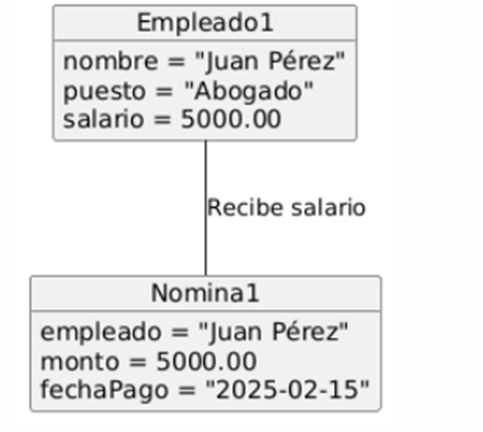 Empleado1
nombre = "Juan Pérez"
puesto = "Abogado"
salario = 5000.00
Recibe salario
Nomina1
empleado = "Juan Pérez"
monto = 5000.00
fechaPago = "2025-02-15"